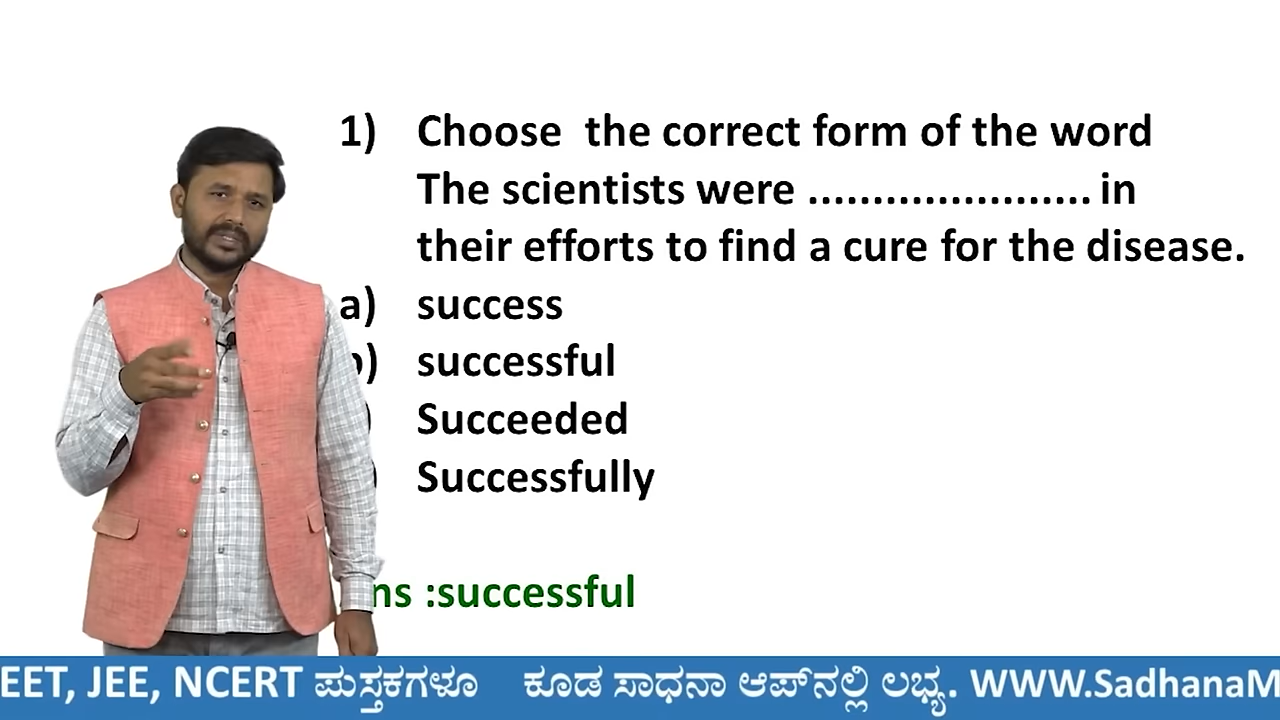 1) Choose the correct form of the word
The scientists were ...................... in
their efforts to find a cure for the disease.
a) success
) successful
Succeeded
) Successfully
ns :successful
EET, JEE, NCERT ಪುಸ್ತಕಗಳೂ ಕೂಡ ಸಾಧನಾ ಆಪ್‌ನಲ್ಲಿ ಲಭ್ಯ. WWW.SadhanaM